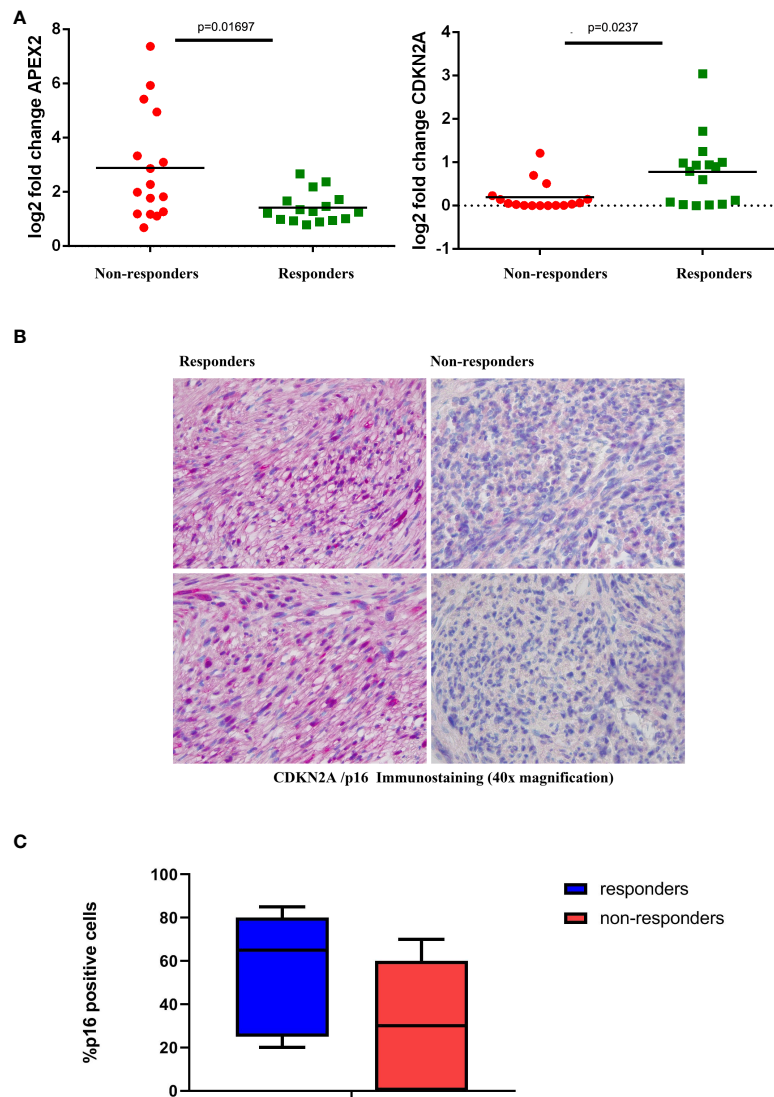 A
p=0.01697
log2 fold change APEX2
8
6
4
2
0
Non-responders
Responders
p=0.0237
log2 fold change CDKN2A
4
3
2
1
0
-1
Non-responders
Responders
B
Responders
Non-responders
CDKN2A /p16 Immunostaining (40x magnification)
C
%p16 positive cells
100
80
60
40
20
0
responders
non-responders